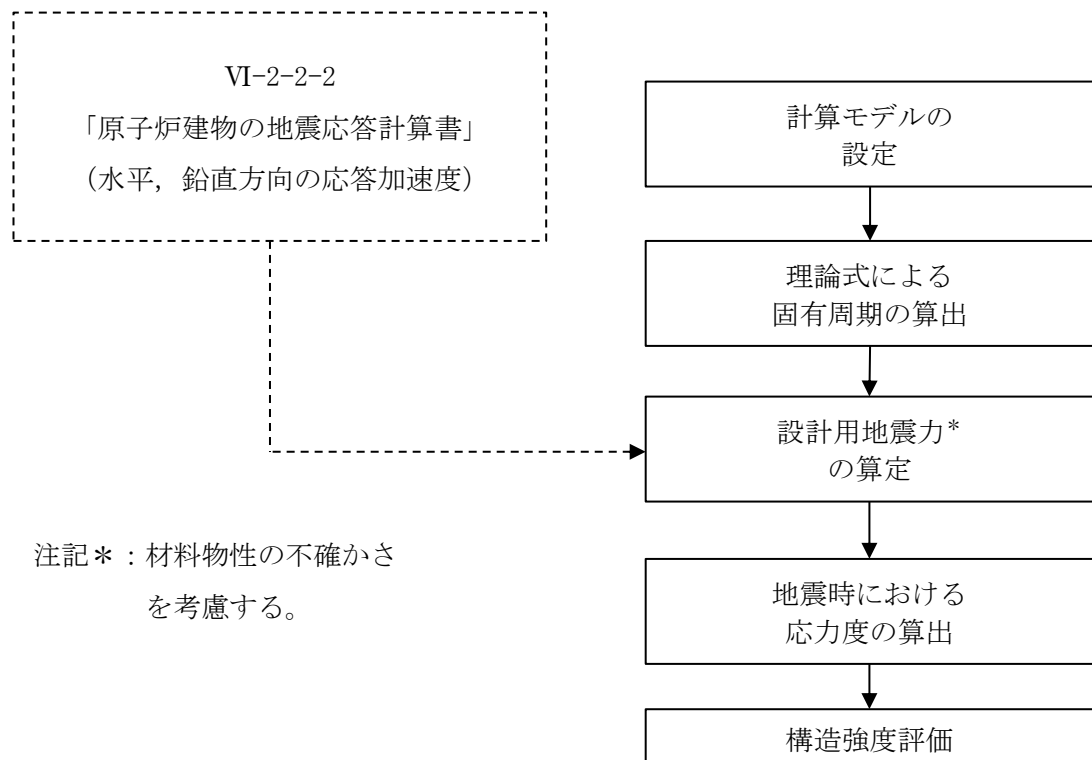 Ⅵ-2-2-2
「原子炉建物の地震応答計算書」
（水平，鉛直方向の応答加速度）
計算モデルの
設定
理論式による
固有周期の算出
設計用地震力*
の算定
注記＊：材料物性の不確かさ
を考慮する。
地震時における
応力度の算出
構造強度評価